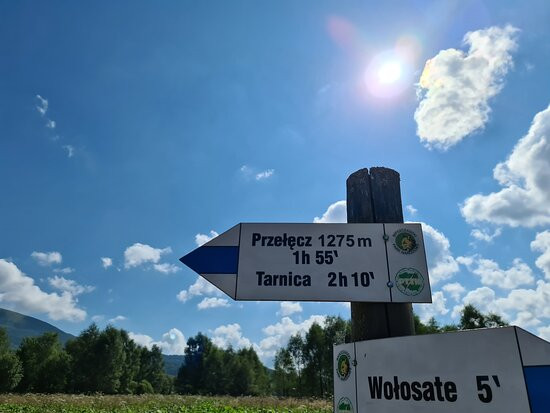 Przełęcz 1275 m
1h 55‵
Tarnica 2h 10‵
Wołosate 5‵